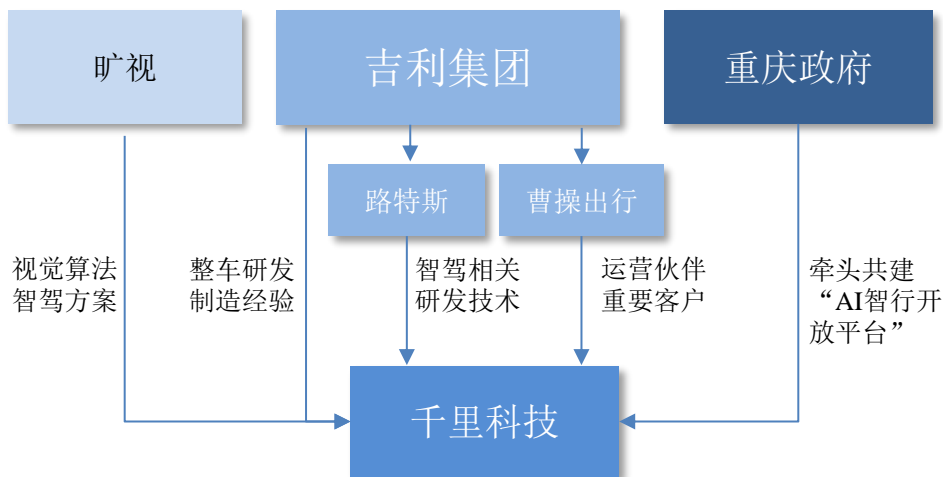 旷视
吉利集团
重庆政府
路特斯
曹操出行
视觉算法
智驾方案
整车研发
制造经验
智驾相关
研发技术
运营伙伴
重要客户
牵头共建
“AI智行开
放平台”
千里科技